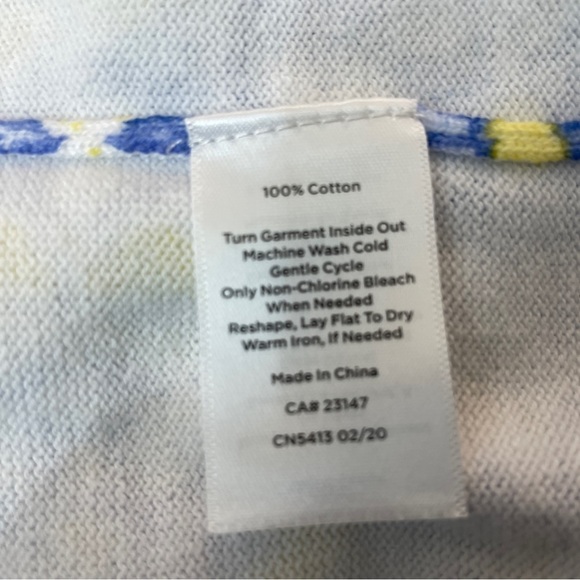 100% Cotton
Turn Garment Inside Out
Machine Wash Cold
Gentle Cycle
Only Non-Chlorine Bleach
When Needed
Reshape, Lay Flat To Dry
Warm Iron, If Needed
Made In China
CA# 23147
CN5413 02/20